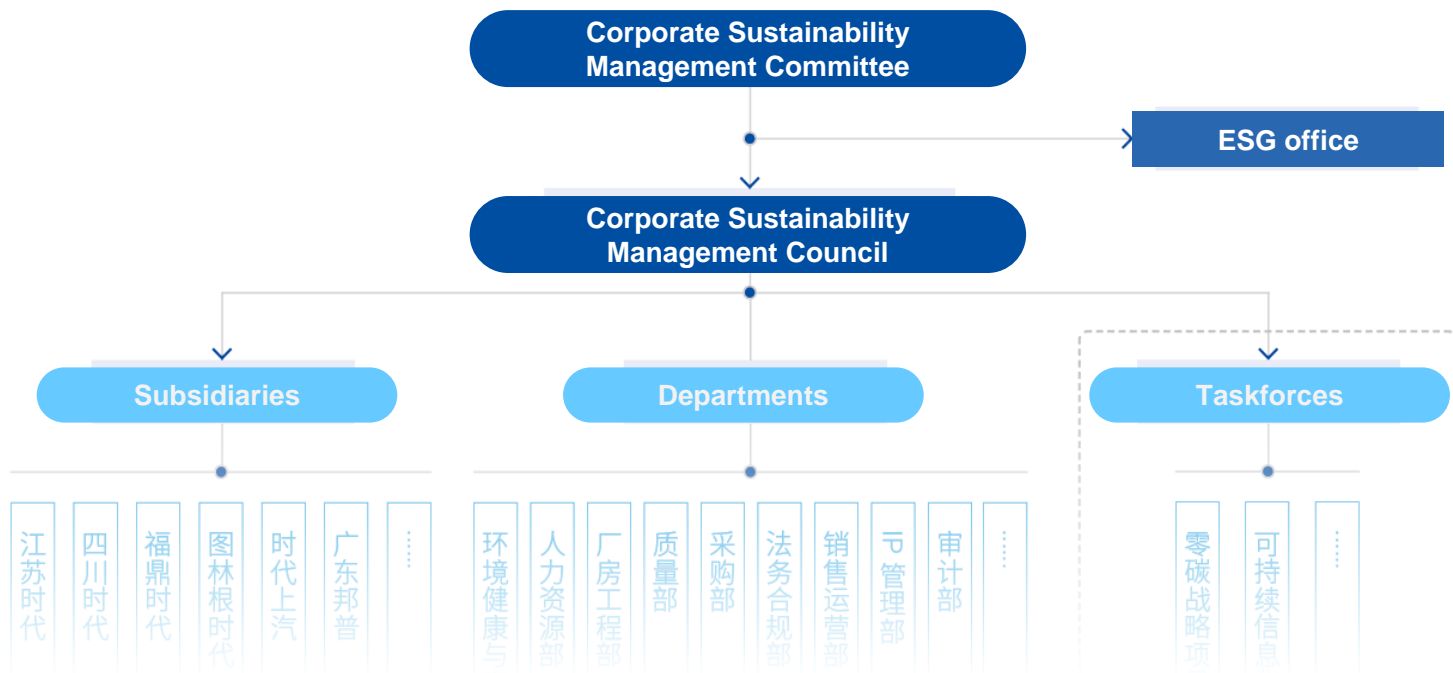 Corporate Sustainability
Management Committee
ESG office
Corporate Sustainability
Management Council
Subsidiaries
Departments
Taskforces
江苏时代
四川时代
福鼎时代
图林根时代
时代上汽
广东邦普
……
环境健康与
人力资源部
厂房工程部
质量部
采购部
法务合规部
销售运营部
IP 管理部
审计部
……
零碳战略项
可持续信息
……